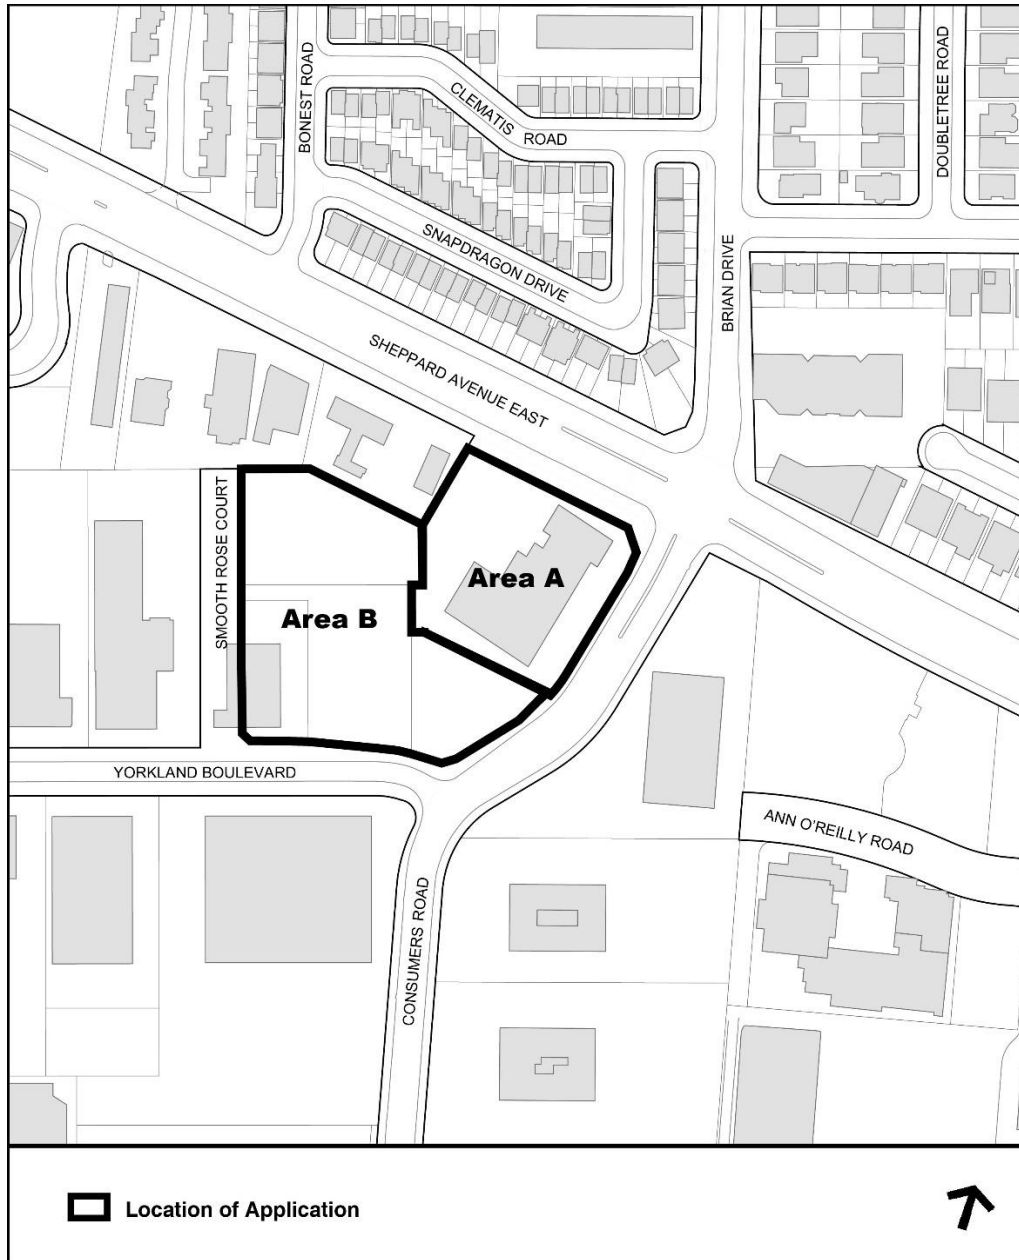 BONEST ROAD
CLEMATIS
ROAD
DOUBLETREE ROAD
SNAPDRAGON DRIVE
BRIAN DRIVE
SHEPPARD AVENUE EAST
SMOOTH ROSE COURT
Area A
Area B
YORKLAND BOULEVARD
ANN O'REILLY ROAD
CONSUMERS ROAD
Location of Application